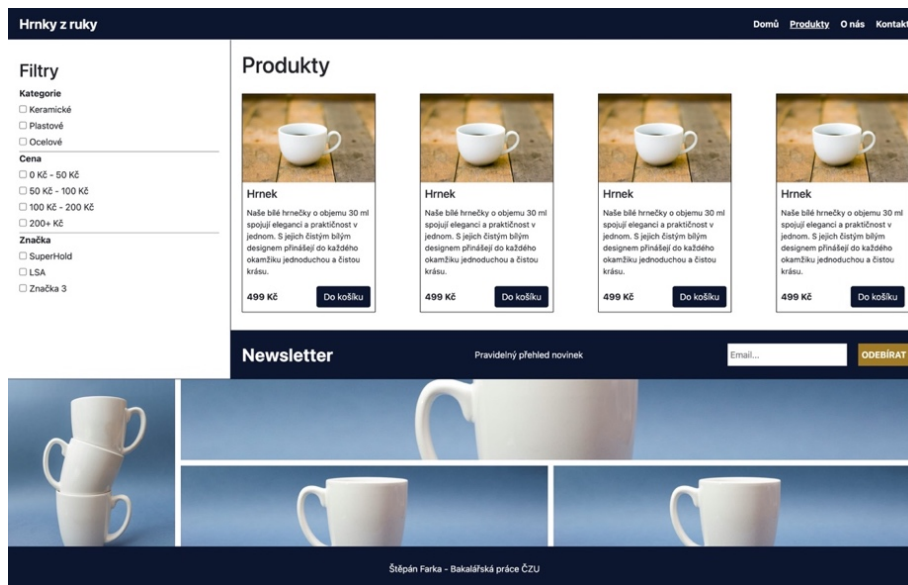 Hrnky z ruky
Domů Produkty O nás Kontakt
Filtry
Kategorie
Keramické
Plastové
Ocelové
Cena
0 Kč - 50 Kč
50 Kč - 100 Kč
100 Kč - 200 Kč
200+ Kč
Značka
SuperHold
LSA
Značka 3
Produkty
Hrnek
Naše bílé hrnečky o objemu 30 ml
spojují eleganci a praktičnost v
jednom. S jejich čistým bílým
designem přinášejí do každého
okamžiku jednoduchou a čistou
krásu.
499 Kč Do košíku
Hrnek
Naše bílé hrnečky o objemu 30 ml
spojují eleganci a praktičnost v
jednom. S jejich čistým bílým
designem přinášejí do každého
okamžiku jednoduchou a čistou
krásu.
499 Kč Do košíku
Hrnek
Naše bílé hrnečky o objemu 30 ml
spojují eleganci a praktičnost v
jednom. S jejich čistým bílým
designem přinášejí do každého
okamžiku jednoduchou a čistou
krásu.
499 Kč Do košíku
Hrnek
Naše bílé hrnečky o objemu 30 ml
spojují eleganci a praktičnost v
jednom. S jejich čistým bílým
designem přinášejí do každého
okamžiku jednoduchou a čistou
krásu.
499 Kč Do košíku
Newsletter
Pravidelný přehled novinek
Email...
ODEBÍRAT
Štěpán Farka - Bakalářská práce ČZU